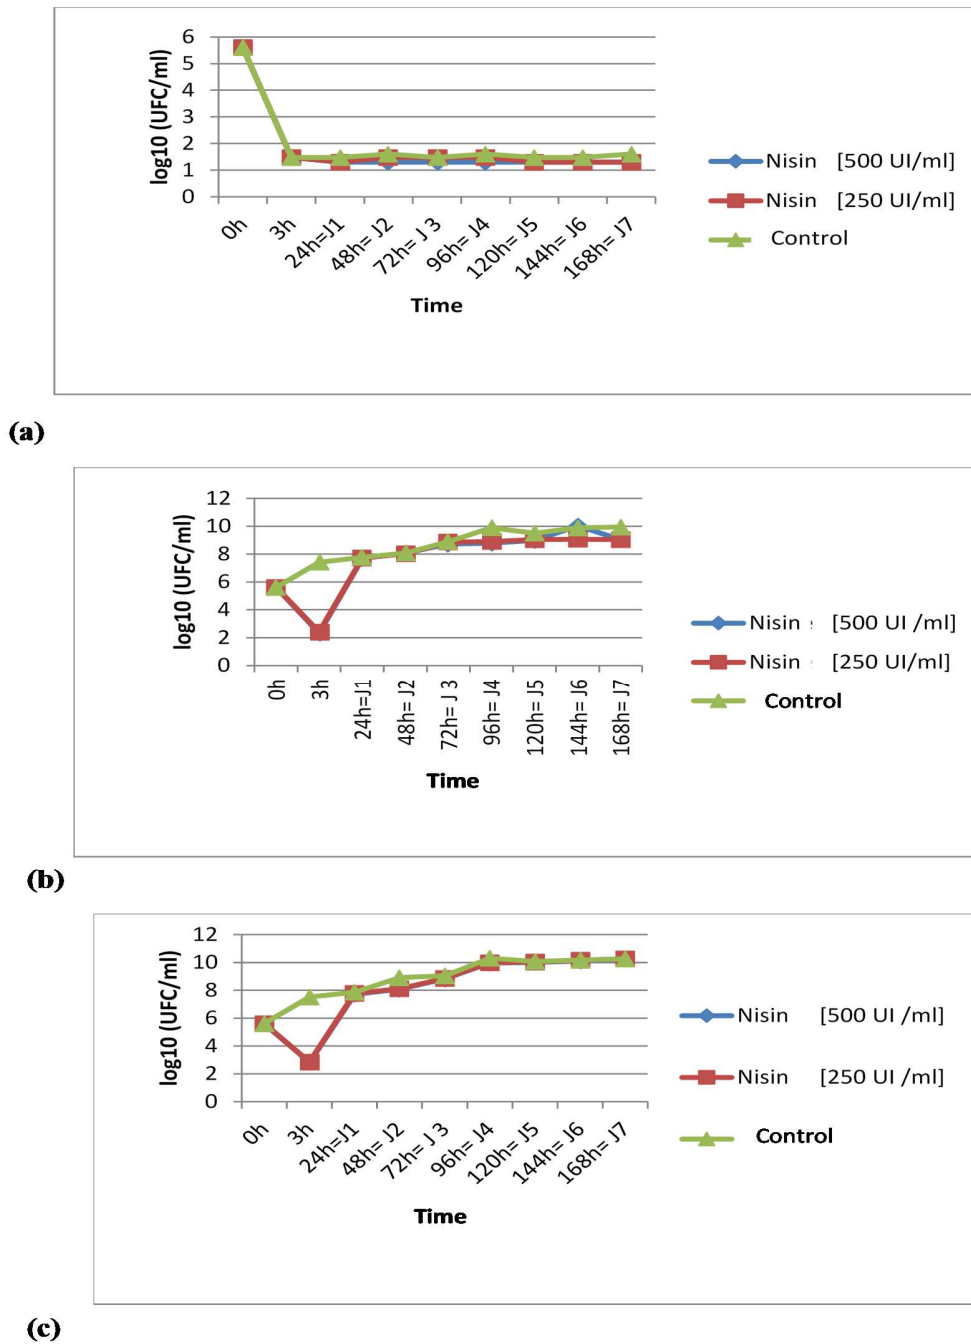 6
5
4
3
2
1
0
log10 (UFC/ml)
0h
3h
24h=J1
48h= J2
72h= J 3
96h= J4
120h= J5
144h= J6
168h= J7
Time
Nisin [500 UI/ml]
Nisin [250 UI/ml]
Control
(a)
12
10
8
6
4
2
0
log10 (UFC/ml)
0h
3h
24h=J1
48h= J2
72h= J 3
96h= J4
120h= J5
144h= J6
168h= J7
Time
Nisin : [500 UI /ml]
Nisin [250 UI/ml]
Control
(b)
12
10
8
6
4
2
0
log10 (UFC/ml)
0h
3h
24h=J1
48h= J2
72h= J 3
96h= J4
120h= J5
144h= J6
168h= J7
Time
Nisin [500 UI /ml]
Nisin [250 UI /ml]
Control
(c)